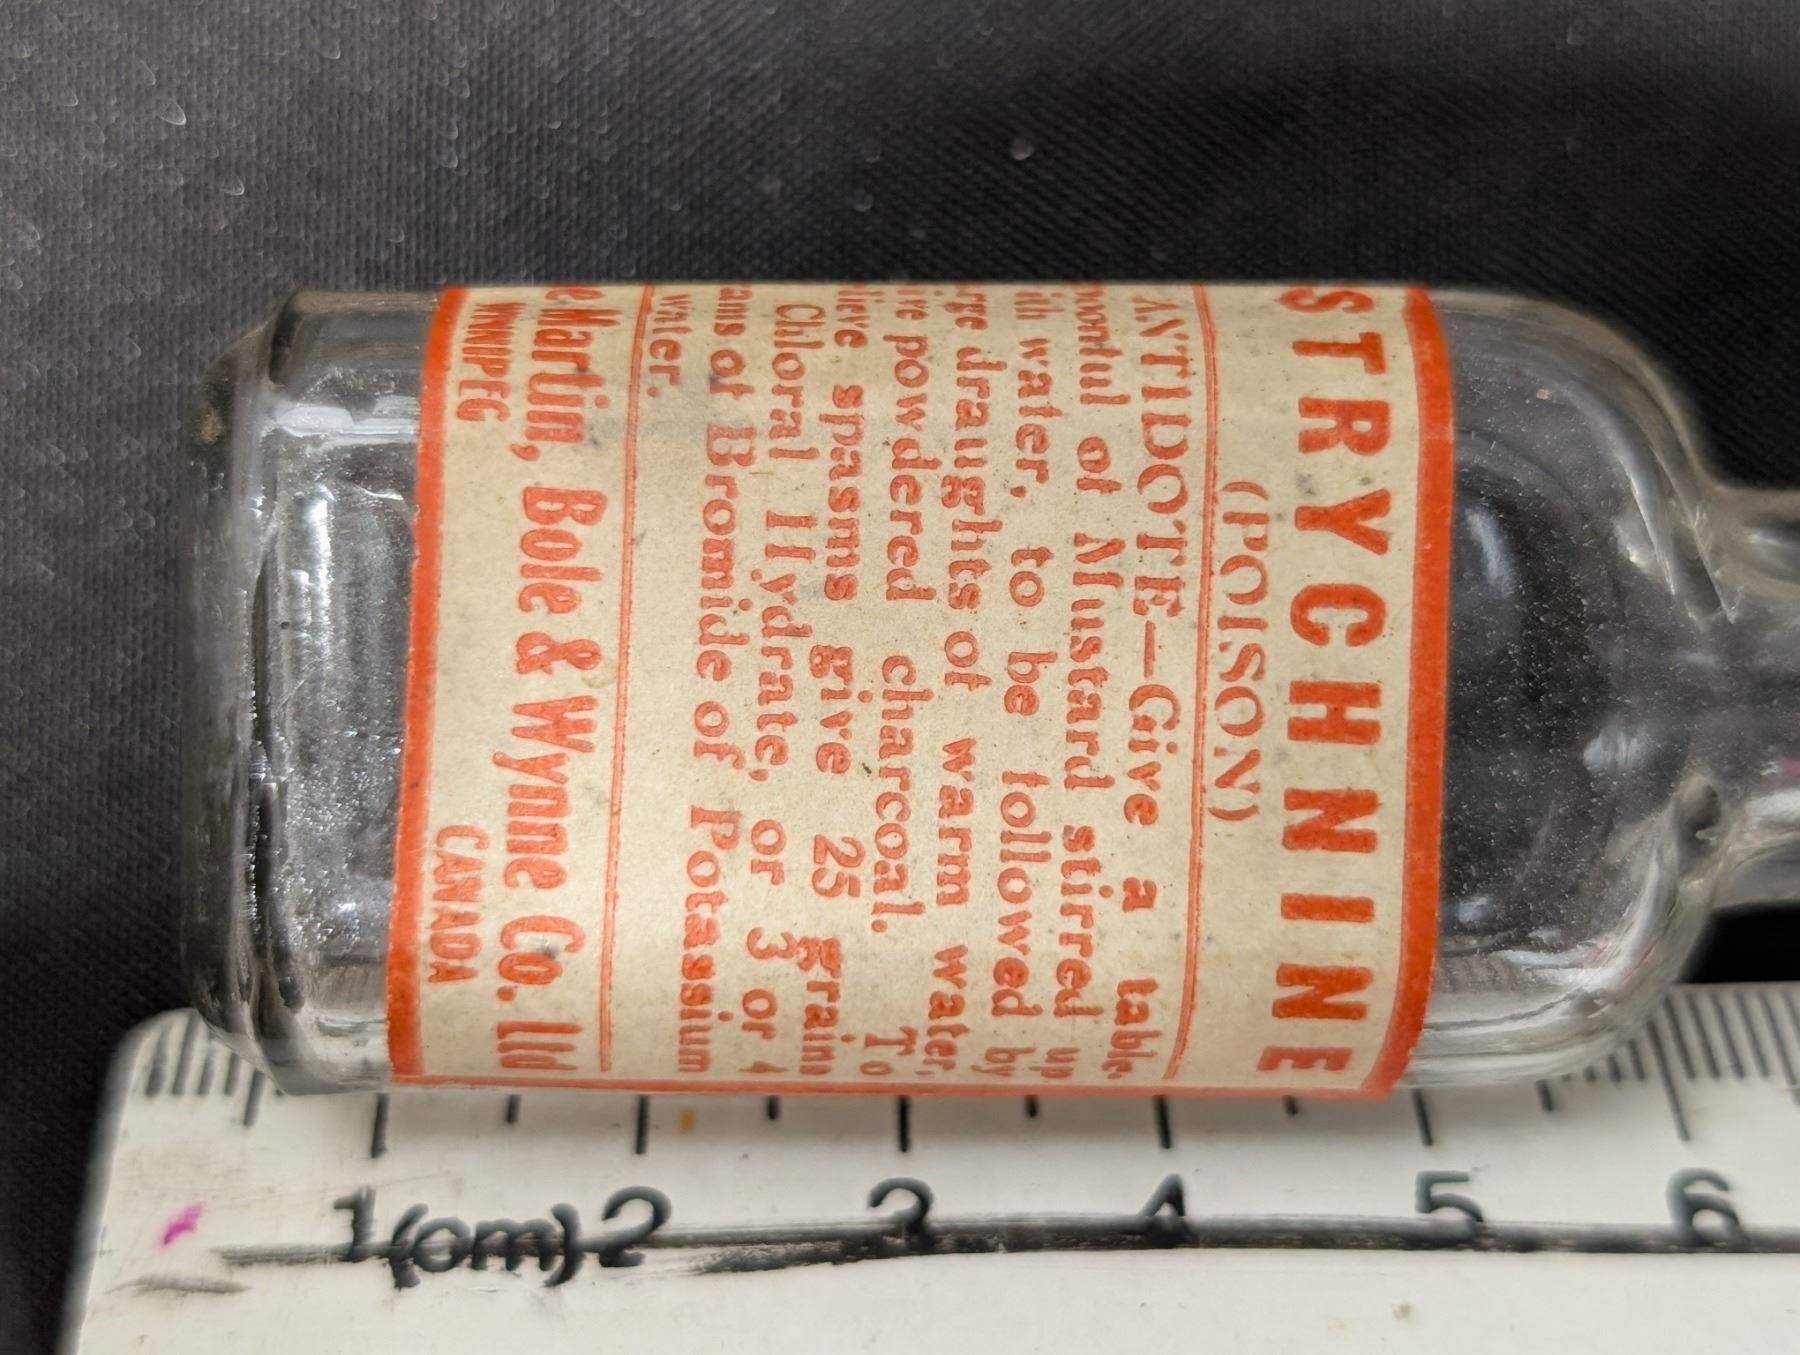 STRYCHNINE
(POISON)
ANTIDOTE—Give a table-
spoonful of Mustard stirred up
with water, to be followed by
large draughts of warm water.
Give powdered charcoal. To
relieve spasms give 25 grains
Chloral Hydrate, or 3 or 4
drams of Bromide of Potassium
water.
e Martin, Bole & Wynne Co. Ltd
WINNIPEG CANADA
1(cm) 2 3 4 5 6